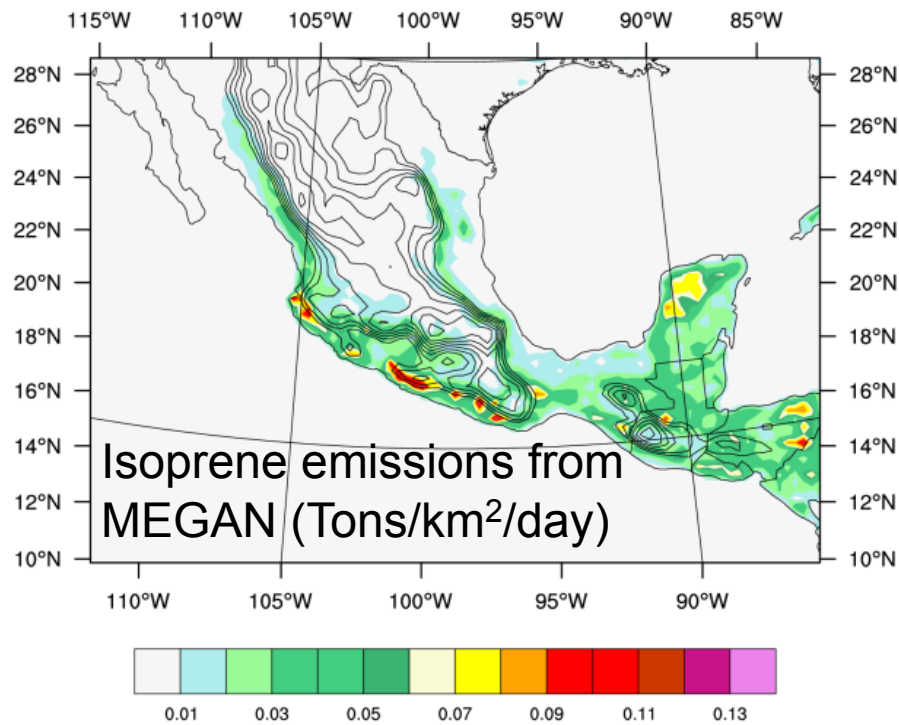 115°W 110°W 105°W 100°W 95°W 90°W 85°W
28°N 28°N
26°N 26°N
24°N 24°N
22°N 22°N
20°N 20°N
18°N 18°N
16°N 16°N
14°N 14°N
Isoprene emissions from
MEGAN (Tons/km²/day)
12°N 12°N
10°N 10°N
110°W 105°W 100°W 95°W 90°W
0.01 0.03 0.05 0.07 0.09 0.11 0.13